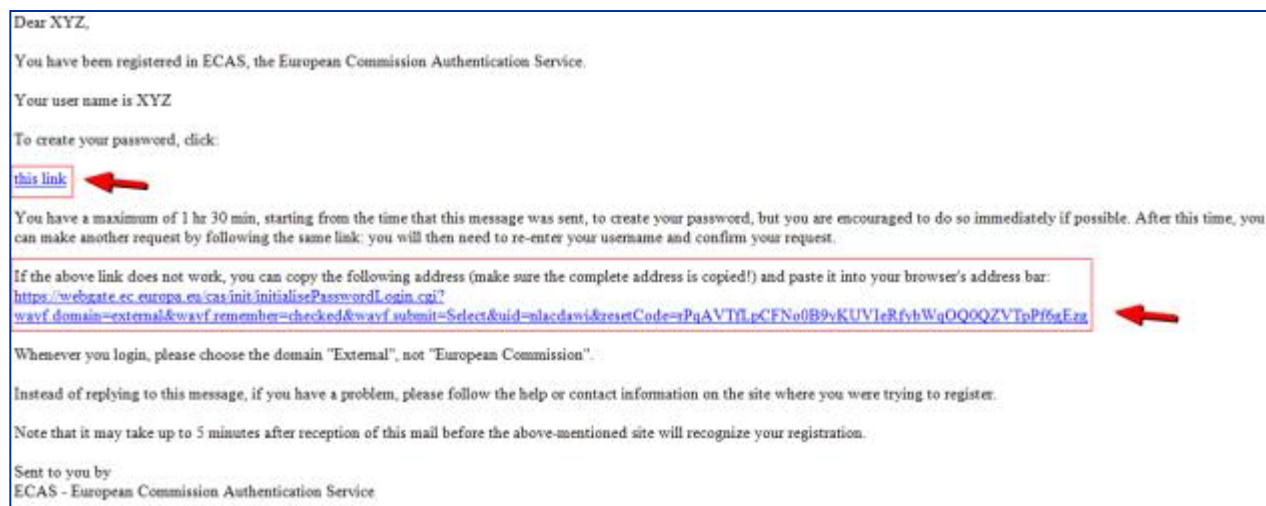 Dear XYZ,
You have been registered in ECAS, the European Commission Authentication Service.
Your user name is XYZ
To create your password, click:
this link
You have a maximum of 1 hr 30 min, starting from the time that this message was sent, to create your password, but you are encouraged to do so immediately if possible. After this time, you
can make another request by following the same link: you will then need to re-enter your username and confirm your request.
If the above link does not work, you can copy the following address (make sure the complete address is copied!) and paste it into your browser's address bar:
https://webgate.ec.europa.eu/cas/init/initialisePasswordLogin.cgi?
wayf.domain=external&wayf.remember=checked&wayf.submit=Select&uid=nlacdawi&resetCode=rPqAVTfLpCFNo0B9vKUVIeRfybWqOQ0QZVTpPf6gEzg
Whenever you login, please choose the domain "External", not "European Commission".
Instead of replying to this message, if you have a problem, please follow the help or contact information on the site where you were trying to register.
Note that it may take up to 5 minutes after reception of this mail before the above-mentioned site will recognize your registration.
Sent to you by
ECAS - European Commission Authentication Service